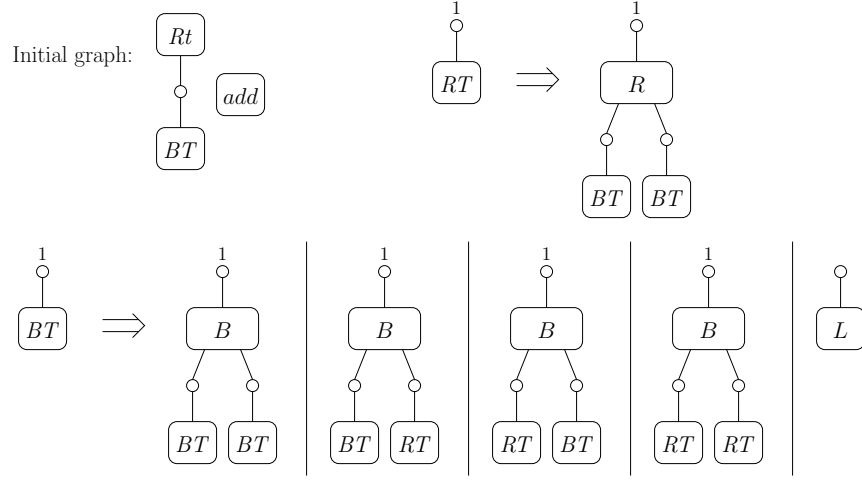 1 1
Rt
Initial graph:
add RT ⟹ R
BT
BT BT
1 1 1 1 1
BT ⟹ B B B B L
BT BT BT RT RT BT RT RT